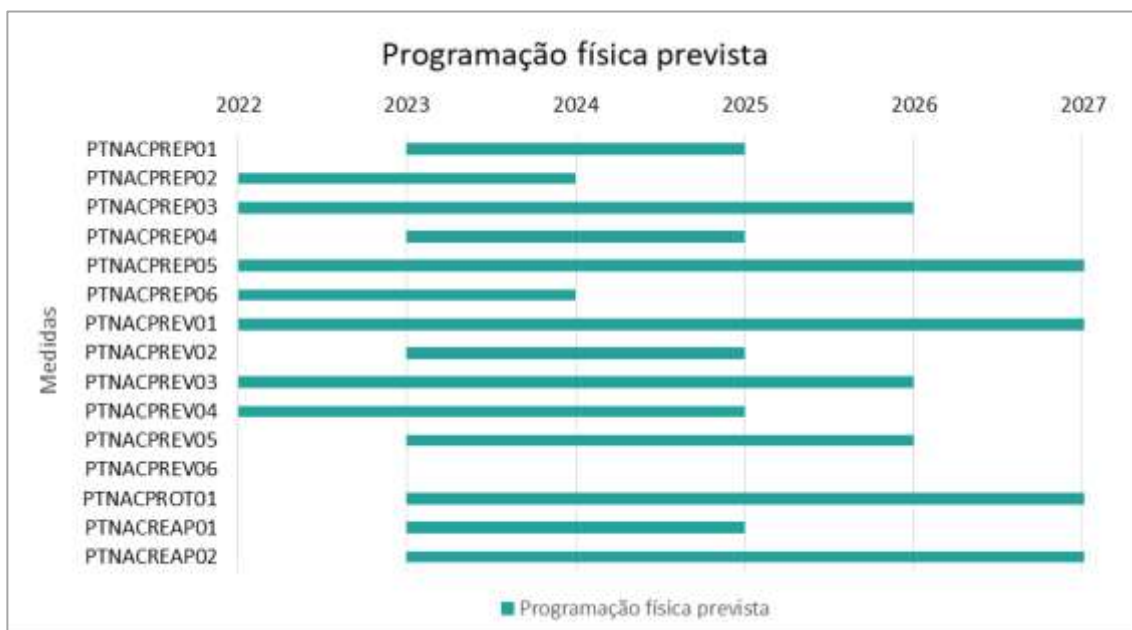 Programação física prevista
2022 2023 2024 2025 2026 2027
Medidas
PTNACPREP01
PTNACPREP02
PTNACPREP03
PTNACPREP04
PTNACPREP05
PTNACPREP06
PTNACPREV01
PTNACPREV02
PTNACPREV03
PTNACPREV04
PTNACPREV05
PTNACPREV06
PTNACPROT01
PTNACREAP01
PTNACREAP02
Programação física prevista